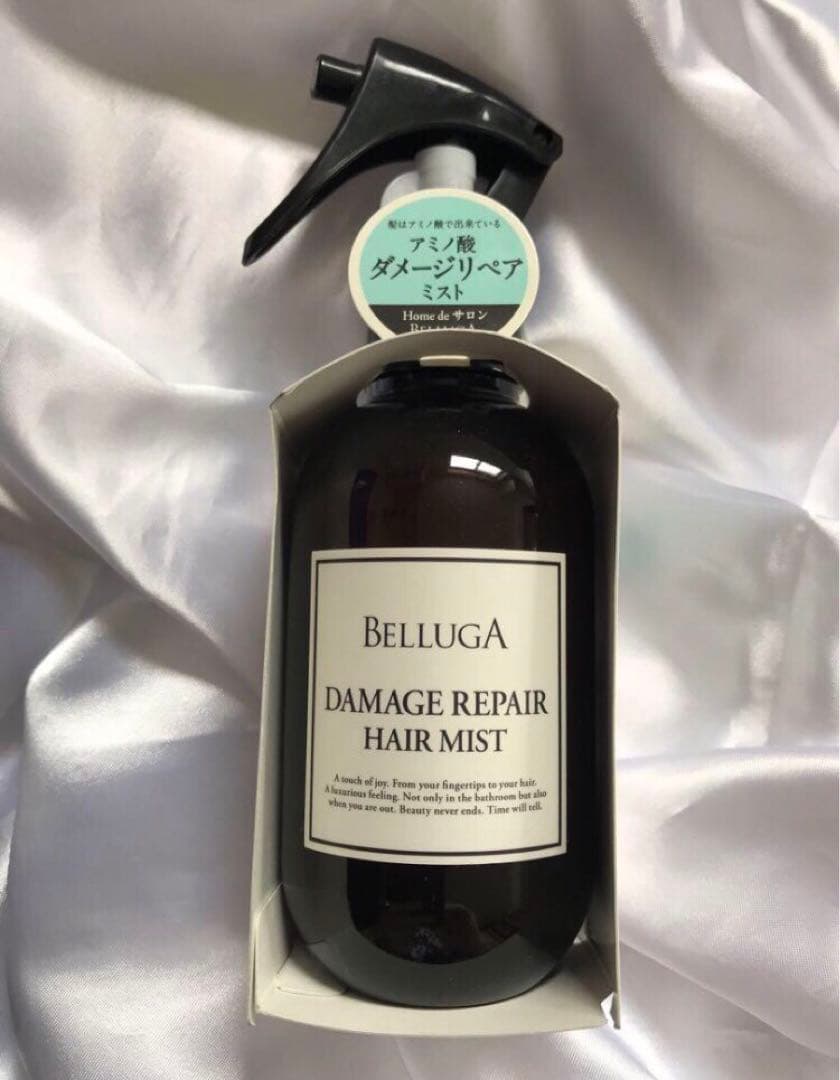 髪はアミノ酸で出来ている
アミノ酸
ダメージリペア
ミスト
Home de サロン
BELLUGA
BELLUGA
DAMAGE REPAIR
HAIR MIST
A touch of joy. From your fingertips to your hair.
A luxurious feeling. Not only in the bathroom but also
when you are out. Beauty never ends. Time will tell.